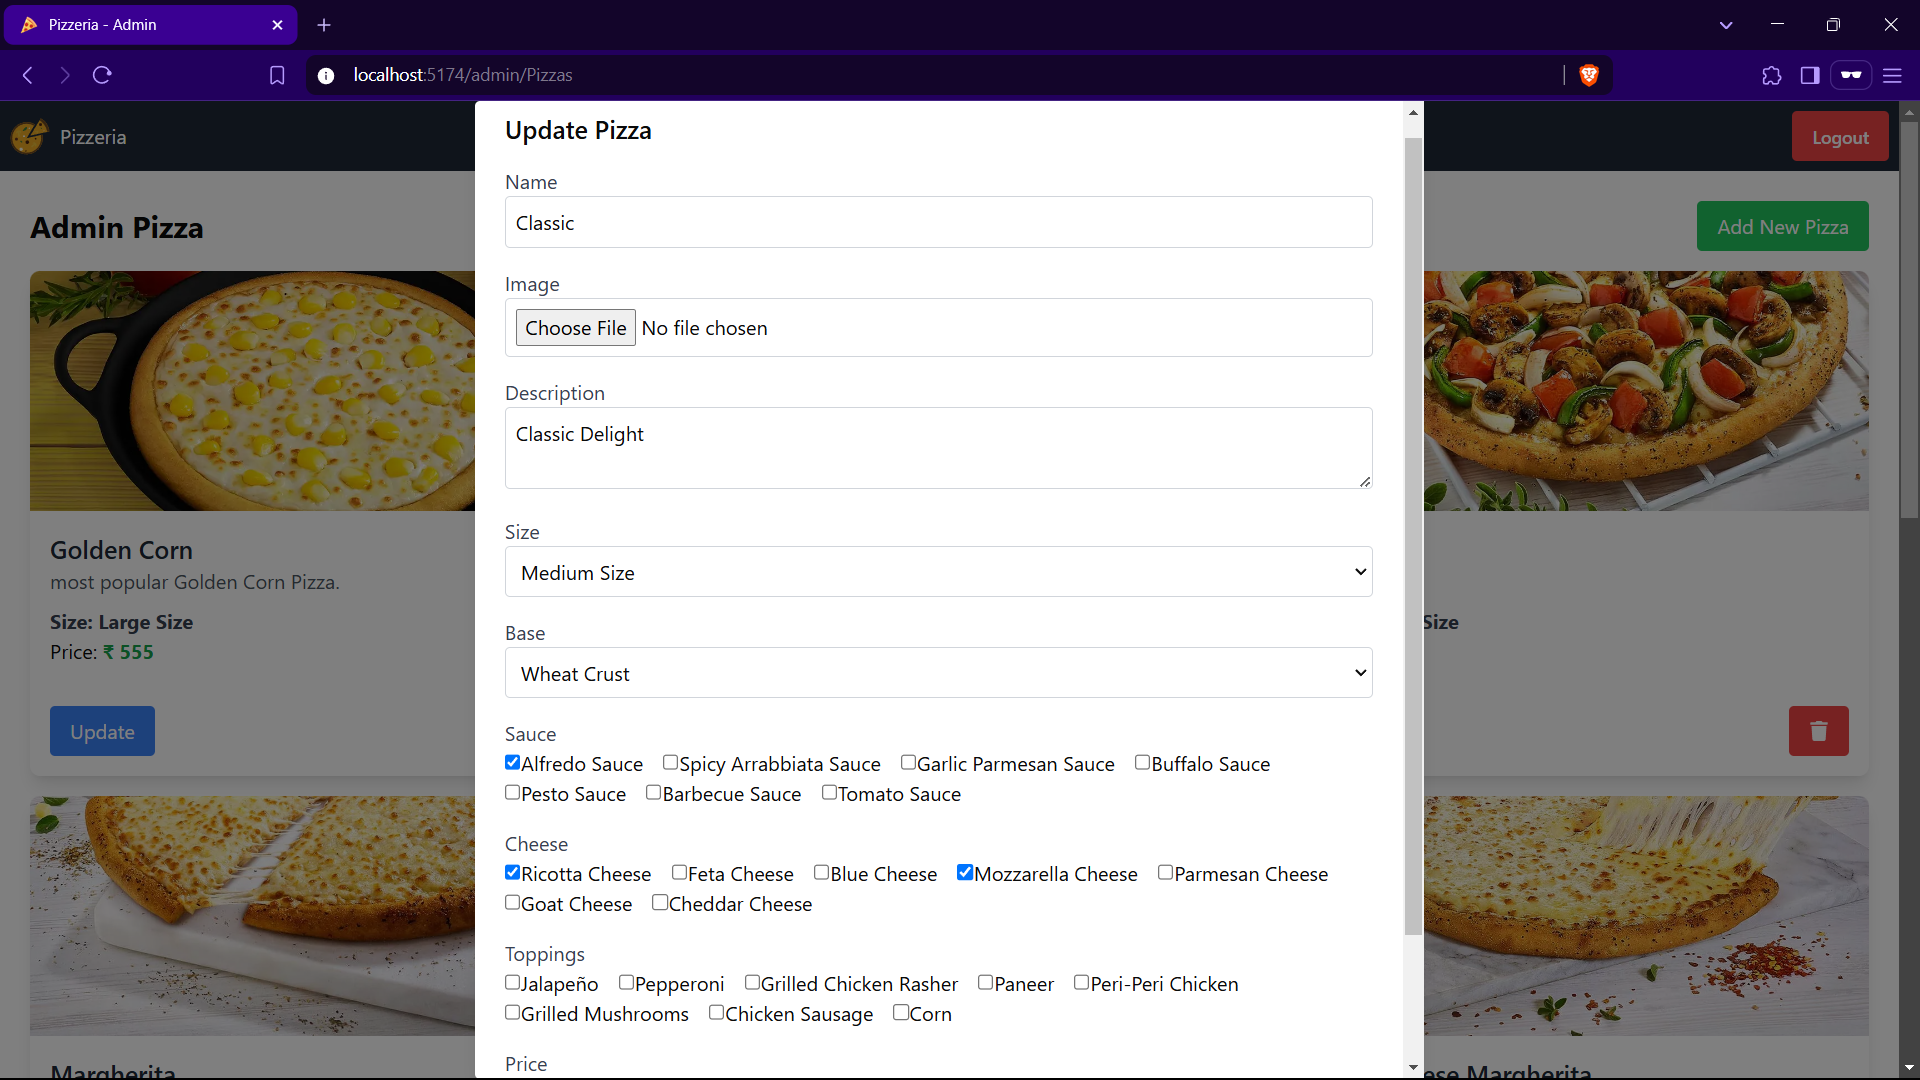 Pizzeria - Admin
localhost:5174/admin/Pizzas
Pizzeria
Logout
Admin Pizza
Add New Pizza
Golden Corn
most popular Golden Corn Pizza.
Size: Large Size
Price: ₹ 555
Update
Margherita
Update Pizza
Name
Classic
Image
Choose File No file chosen
Description
Classic Delight
Size
Medium Size
Base
Wheat Crust
Sauce
Alfredo Sauce Spicy Arrabbiata Sauce Garlic Parmesan Sauce Buffalo Sauce
Pesto Sauce Barbecue Sauce Tomato Sauce
Cheese
Ricotta Cheese Feta Cheese Blue Cheese Mozzarella Cheese Parmesan Cheese
Goat Cheese Cheddar Cheese
Toppings
Jalapeño Pepperoni Grilled Chicken Rasher Paneer Peri-Peri Chicken
Grilled Mushrooms Chicken Sausage Corn
Price
Size
ese Margherita